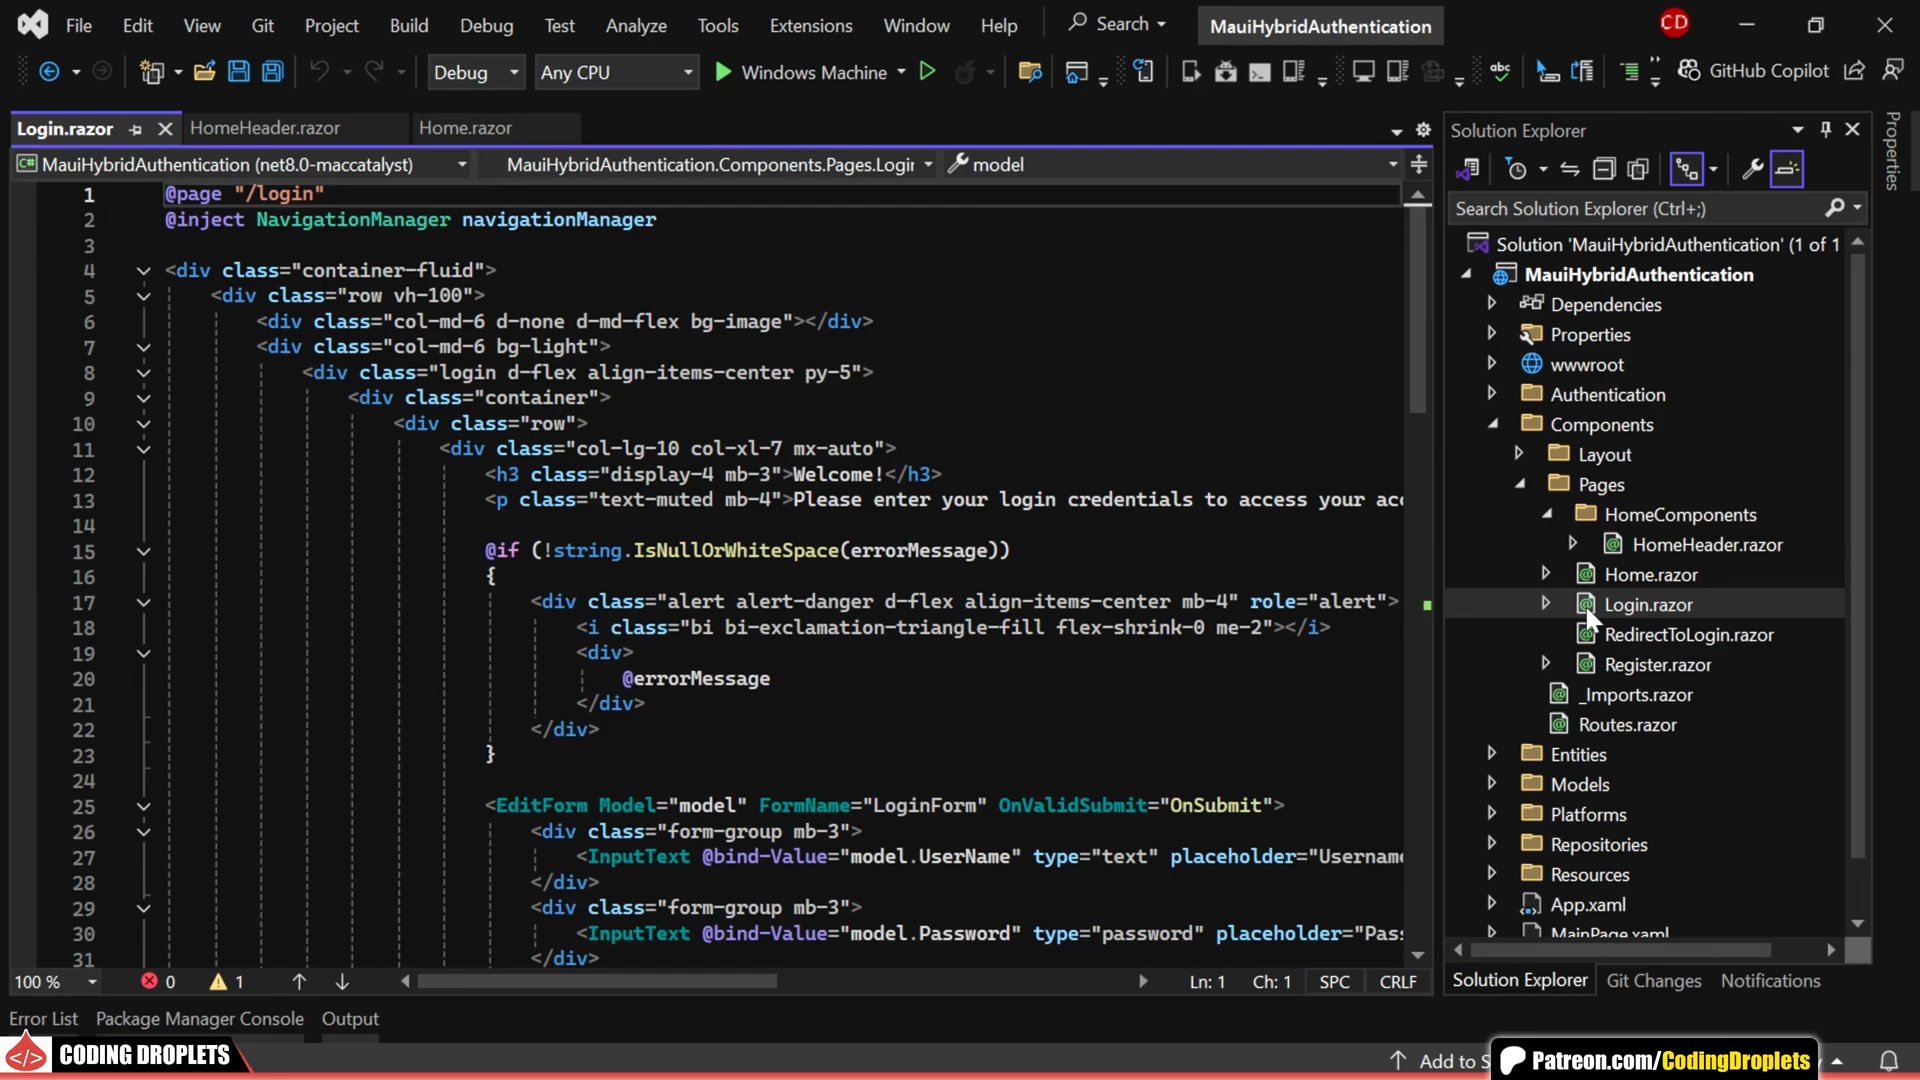 File Edit View Git Project Build Debug Test Analyze Tools Extensions Window Help Search MauiHybridAuthentication CD
Debug Any CPU Windows Machine abc GitHub Copilot
Login.razor HomeHeader.razor Home.razor
C# MauiHybridAuthentication (net8.0-maccatalyst) MauiHybridAuthentication.Components.Pages.Login model
1 @page "/login"
2 @inject NavigationManager navigationManager
3
4 <div class="container-fluid">
5 <div class="row vh-100">
6 <div class="col-md-6 d-none d-md-flex bg-image"></div>
7 <div class="col-md-6 bg-light">
8 <div class="login d-flex align-items-center py-5">
9 <div class="container">
10 <div class="row">
11 <div class="col-lg-10 col-xl-7 mx-auto">
12 <h3 class="display-4 mb-3">Welcome!</h3>
13 <p class="text-muted mb-4">Please enter your login credentials to access your acc
14
15 @if (!string.IsNullOrWhiteSpace(errorMessage))
16 {
17 <div class="alert alert-danger d-flex align-items-center mb-4" role="alert">
18 <i class="bi bi-exclamation-triangle-fill flex-shrink-0 me-2"></i>
19 <div>
20 @errorMessage
21 </div>
22 </div>
23 }
24
25 <EditForm Model="model" FormName="LoginForm" OnValidSubmit="OnSubmit">
26 <div class="form-group mb-3">
27 <InputText @bind-Value="model.UserName" type="text" placeholder="Username
28 </div>
29 <div class="form-group mb-3">
30 <InputText @bind-Value="model.Password" type="password" placeholder="Pass
31 </div>
100 % 0 1 Ln: 1 Ch: 1 SPC CRLF
Solution Explorer
Search Solution Explorer (Ctrl+;)
Solution 'MauiHybridAuthentication' (1 of 1
MauiHybridAuthentication
Dependencies
Properties
wwwroot
Authentication
Components
Layout
Pages
HomeComponents
HomeHeader.razor
Home.razor
Login.razor
RedirectToLogin.razor
Register.razor
_Imports.razor
Routes.razor
Entities
Models
Platforms
Repositories
Resources
App.xaml
MainPage.xaml
Solution Explorer Git Changes Notifications
Properties
Error List Package Manager Console Output
CODING DROPLETS
Add to S
Patreon.com/CodingDroplets